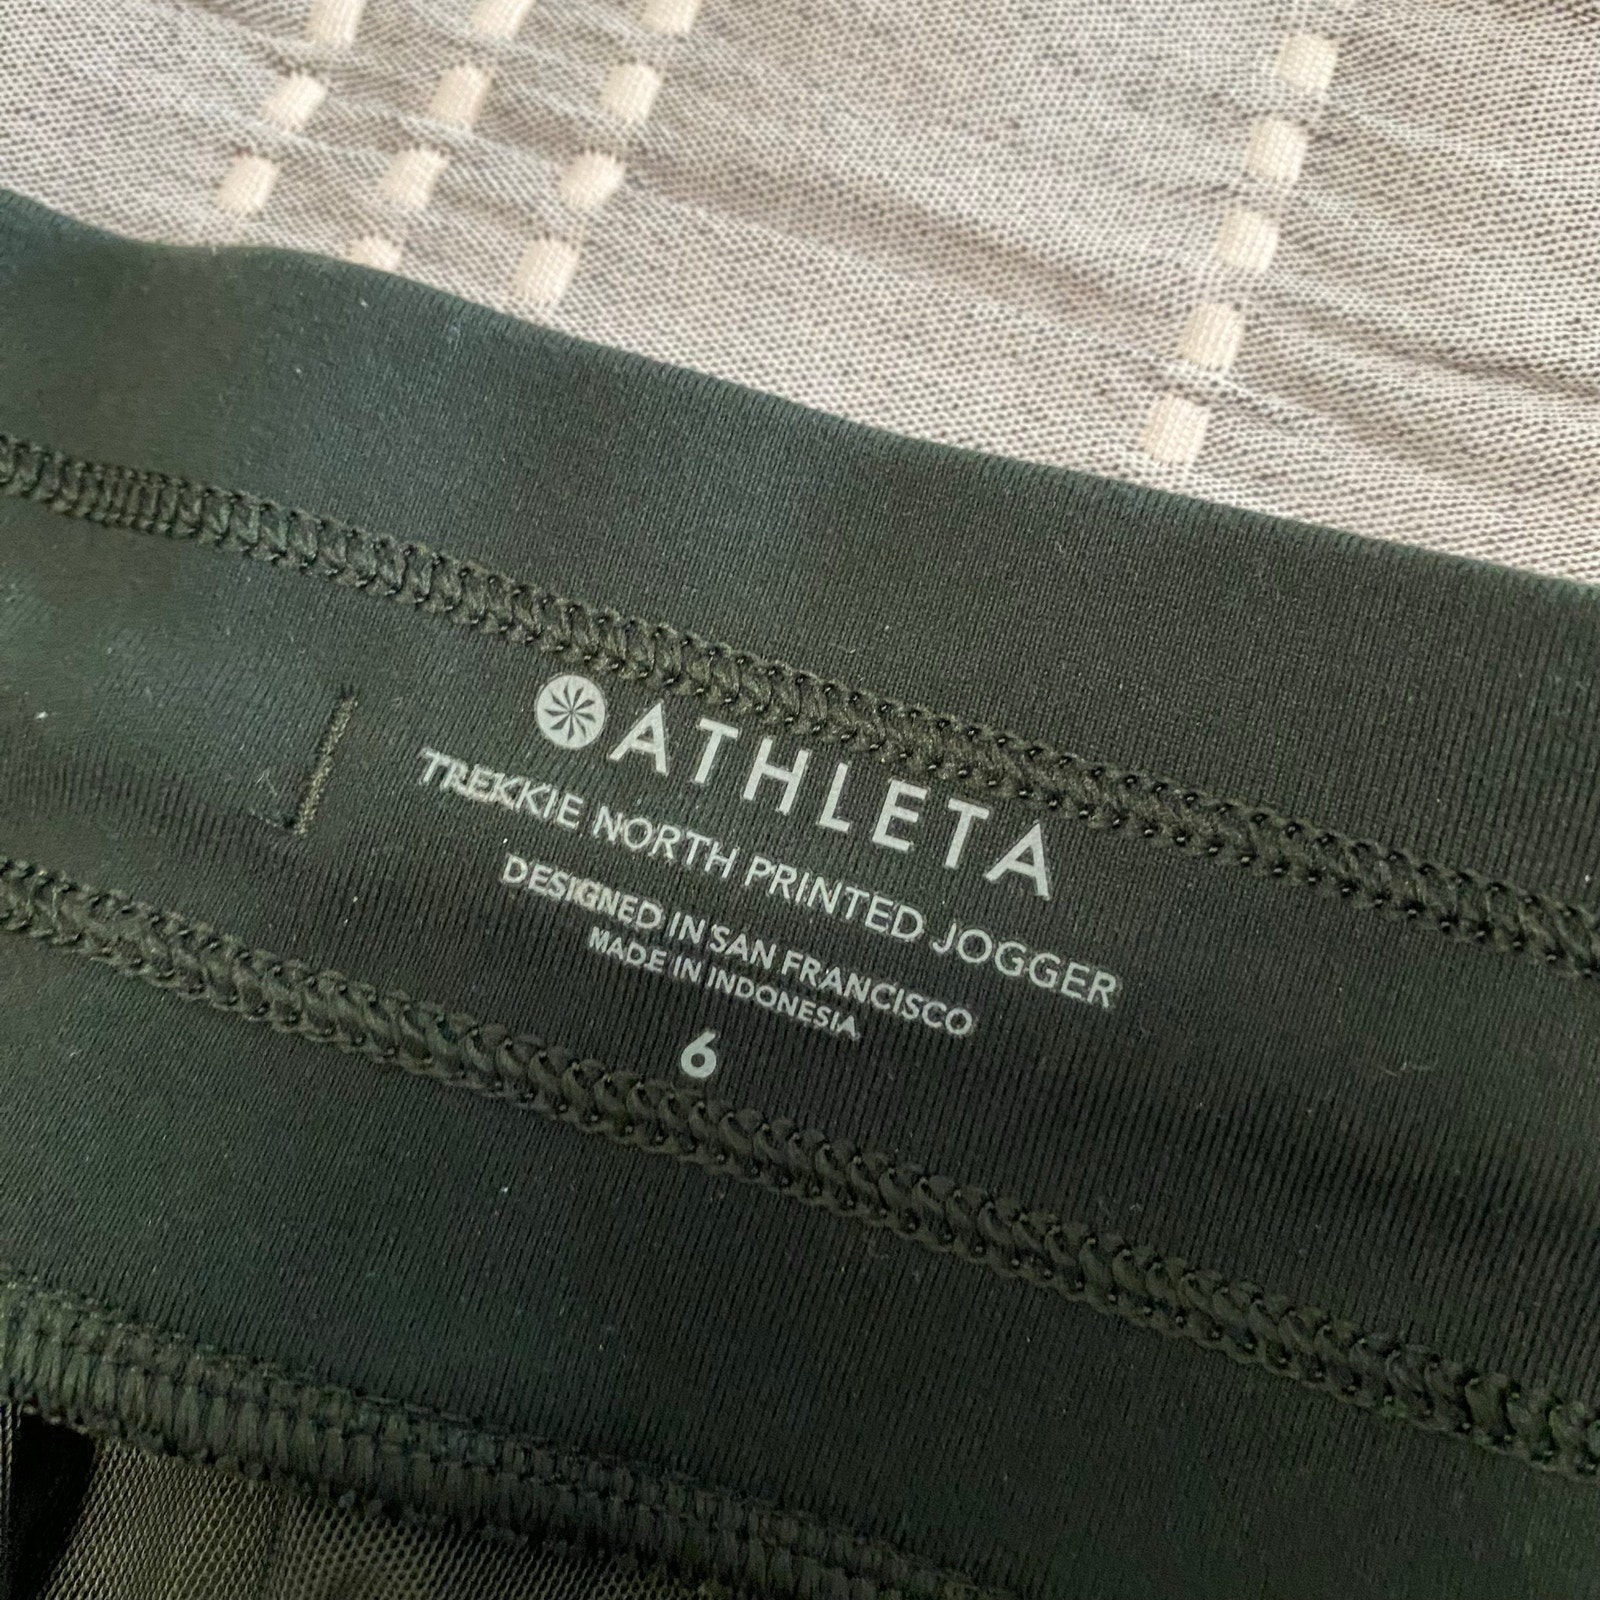 ATHLETA
TREKKIE NORTH PRINTED JOGGER
DESIGNED IN SAN FRANCISCO
MADE IN INDONESIA
6